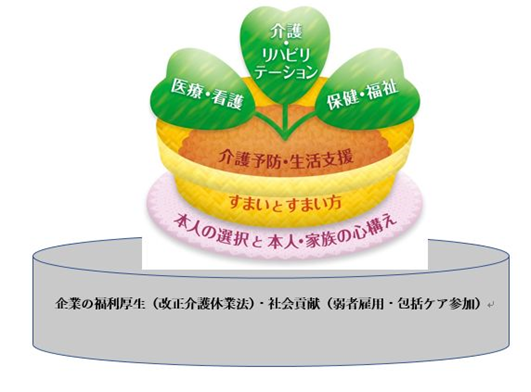 介護
・
リハビリ
テーション
医療・看護
保健・福祉
介護予防・生活支援
すまいとすまい方
本人の選択と本人・家族の心構え
企業の福利厚生（改正介護休業法）・社会貢献（弱者雇用・包括ケア参加）